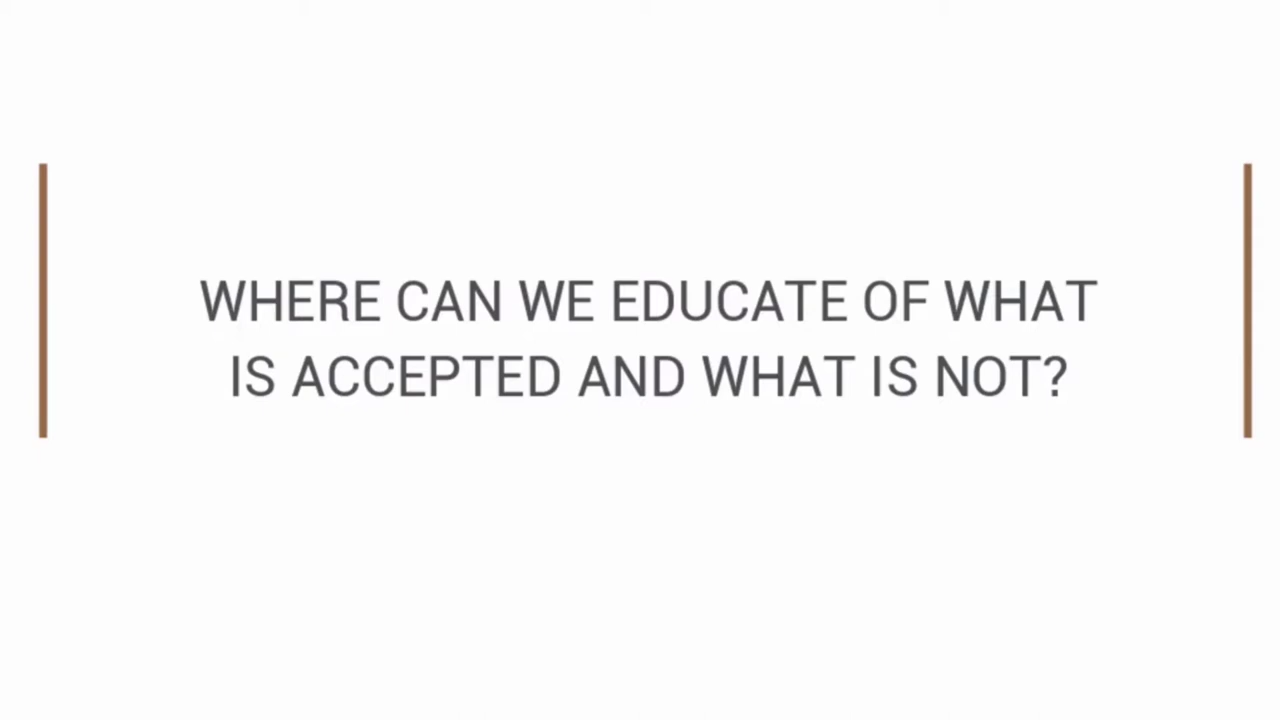 WHERE CAN WE EDUCATE OF WHAT
IS ACCEPTED AND WHAT IS NOT?